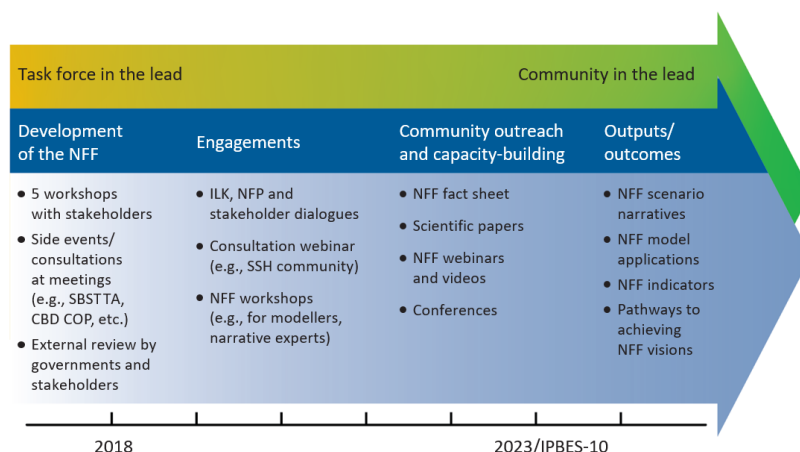 Task force in the lead
Community in the lead
Development
of the NFF
Engagements
Community outreach
and capacity-building
Outputs/
outcomes
• 5 workshops
with stakeholders
• Side events/
consultations
at meetings
(e.g., SBSTTA,
CBD COP, etc.)
• External review by
governments and
stakeholders
• ILK, NFP and
stakeholder dialogues
• Consultation webinar
(e.g., SSH community)
• NFF workshops
(e.g., for modellers,
narrative experts)
• NFF fact sheet
• Scientific papers
• NFF webinars
and videos
• Conferences
• NFF scenario
narratives
• NFF model
applications
• NFF indicators
• Pathways to
achieving
NFF visions
2018
2023/IPBES-10